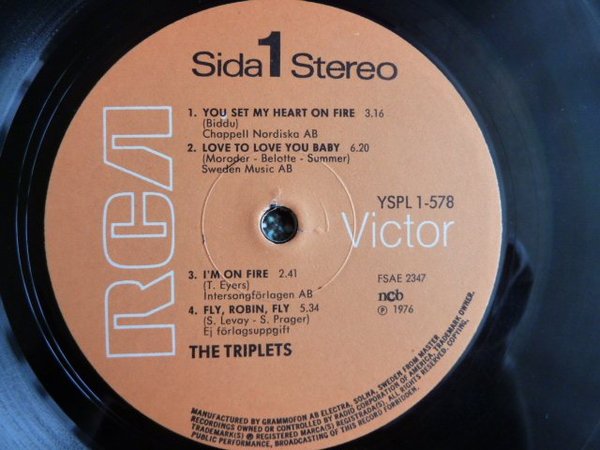 Sida 1 Stereo
1. YOU SET MY HEART ON FIRE 3.16
(Biddu)
Chappell Nordiska AB
2. LOVE TO LOVE YOU BABY 6.20
(Morader - Belotte - Summer)
Sweden Music AB
YSPL 1-578
RCA Victor
3. I'M ON FIRE 2.41
(T. Eyers)
Intersongförlagen AB
FSAE 2347
ncb
℗ 1976
4. FLY, ROBIN, FLY 5.34
(S. Levay - S. Prager)
Ej förlagsuppgift
THE TRIPLETS
MANUFACTURED BY GRAMMOFON AB ELECTRA, SOLNA, SWEDEN FROM MASTER
RECORDINGS OWNED OR CONTROLLED BY RADIO CORPORATION OF AMERICA, TRADEMARK OWNER.
TRADEMARK(S) ® REGISTERED MARCA(S) REGISTRADA(S). ALL RIGHTS RESERVED. COPYING,
PUBLIC PERFORMANCE, BROADCASTING OF THIS RECORD FORBIDDEN.